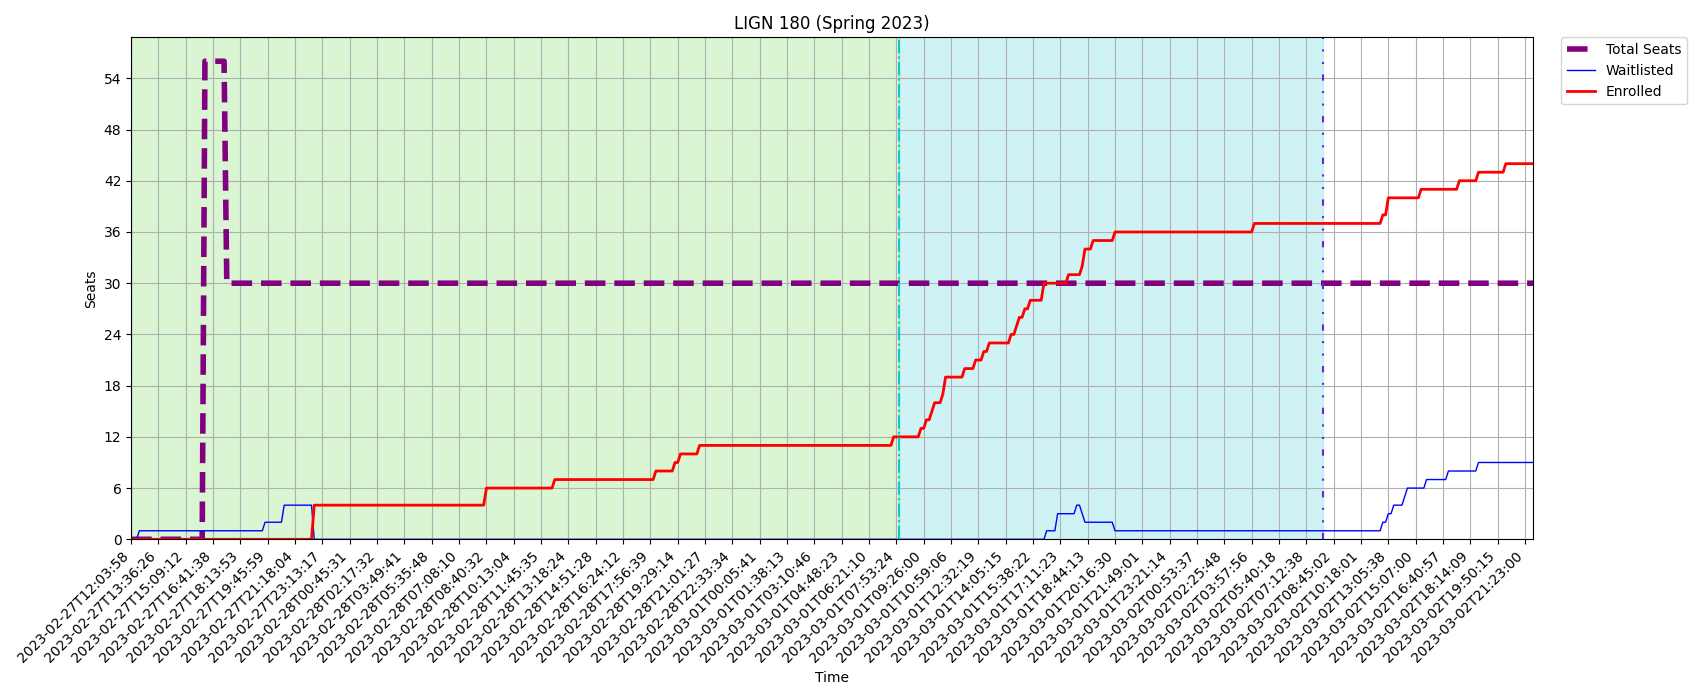 LIGN 180 (Spring 2023)
Total Seats
Waitlisted
Enrolled
Seats
54
48
42
36
30
24
18
12
6
0
2023-02-27T12:03:58
2023-02-27T13:36:26
2023-02-27T15:09:12
2023-02-27T16:41:38
2023-02-27T18:13:53
2023-02-27T19:45:59
2023-02-27T21:18:04
2023-02-27T23:13:17
2023-02-28T00:45:31
2023-02-28T02:17:32
2023-02-28T03:49:41
2023-02-28T05:35:48
2023-02-28T07:08:10
2023-02-28T08:40:32
2023-02-28T10:13:04
2023-02-28T11:45:35
2023-02-28T13:18:24
2023-02-28T14:51:28
2023-02-28T16:24:12
2023-02-28T17:56:39
2023-02-28T19:29:14
2023-02-28T21:01:27
2023-02-28T22:33:34
2023-03-01T00:05:41
2023-03-01T01:38:13
2023-03-01T03:10:46
2023-03-01T04:48:23
2023-03-01T06:21:10
2023-03-01T07:53:24
2023-03-01T09:26:00
2023-03-01T10:59:06
2023-03-01T12:32:19
2023-03-01T14:05:15
2023-03-01T15:38:22
2023-03-01T17:11:23
2023-03-01T18:44:13
2023-03-01T20:16:30
2023-03-01T21:49:01
2023-03-01T23:21:14
2023-03-02T00:53:37
2023-03-02T02:25:48
2023-03-02T03:57:56
2023-03-02T05:40:18
2023-03-02T07:12:38
2023-03-02T08:45:02
2023-03-02T10:18:01
2023-03-02T13:05:38
2023-03-02T15:07:00
2023-03-02T16:40:57
2023-03-02T18:14:09
2023-03-02T19:50:15
2023-03-02T21:23:00
Time